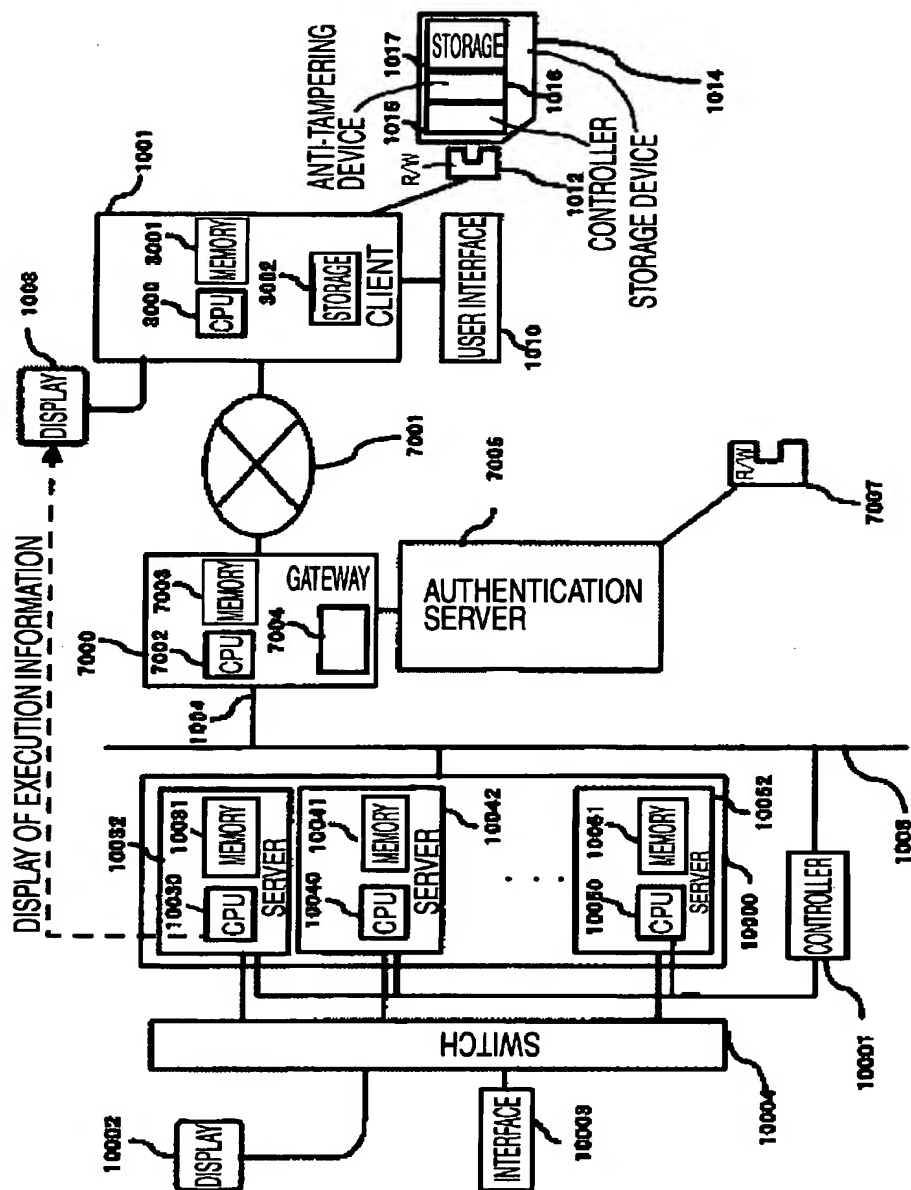 DISPLAY OF EXECUTION INFORMATION
10002
DISPLAY
INTERFACE
10003
SWITCH
10004
10032
10030
CPU
10031
MEMORY
SERVER
10040
CPU
10041
MEMORY
SERVER
10042
. . .
10050
CPU
10051
MEMORY
SERVER
10052
10000
CONTROLLER
10001
1005
1004
7000
7002
CPU
7003
MEMORY
GATEWAY
7004
AUTHENTICATION
SERVER
7005
R/W
7007
7001
DISPLAY
1008
1001
3000
CPU
3001
MEMORY
3002
STORAGE
CLIENT
USER INTERFACE
1010
R/W
1012
ANTI-TAMPERING
DEVICE
1015
1017
STORAGE
1016
CONTROLLER
STORAGE DEVICE
1014